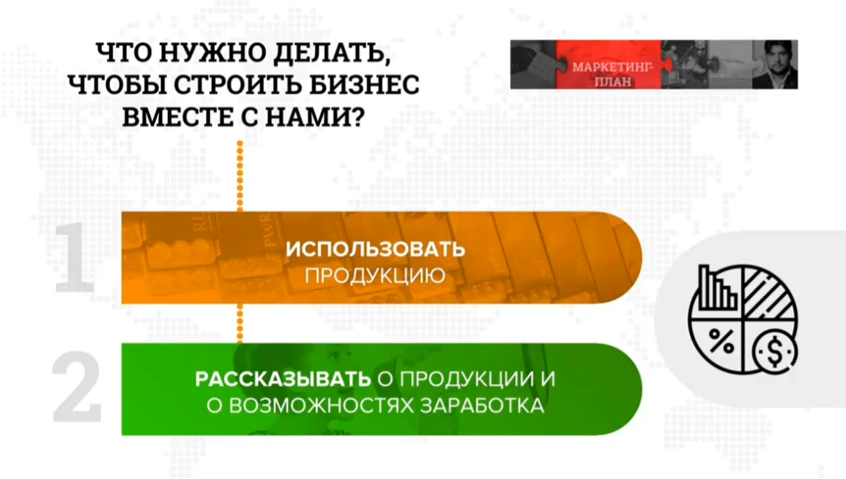 ЧТО НУЖНО ДЕЛАТЬ,
ЧТОБЫ СТРОИТЬ БИЗНЕС
ВМЕСТЕ С НАМИ?
МАРКЕТИНГ-
ПЛАН
1
ИСПОЛЬЗОВАТЬ
ПРОДУКЦИЮ
%
$
2
РАССКАЗЫВАТЬ О ПРОДУКЦИИ И
О ВОЗМОЖНОСТЯХ ЗАРАБОТКА